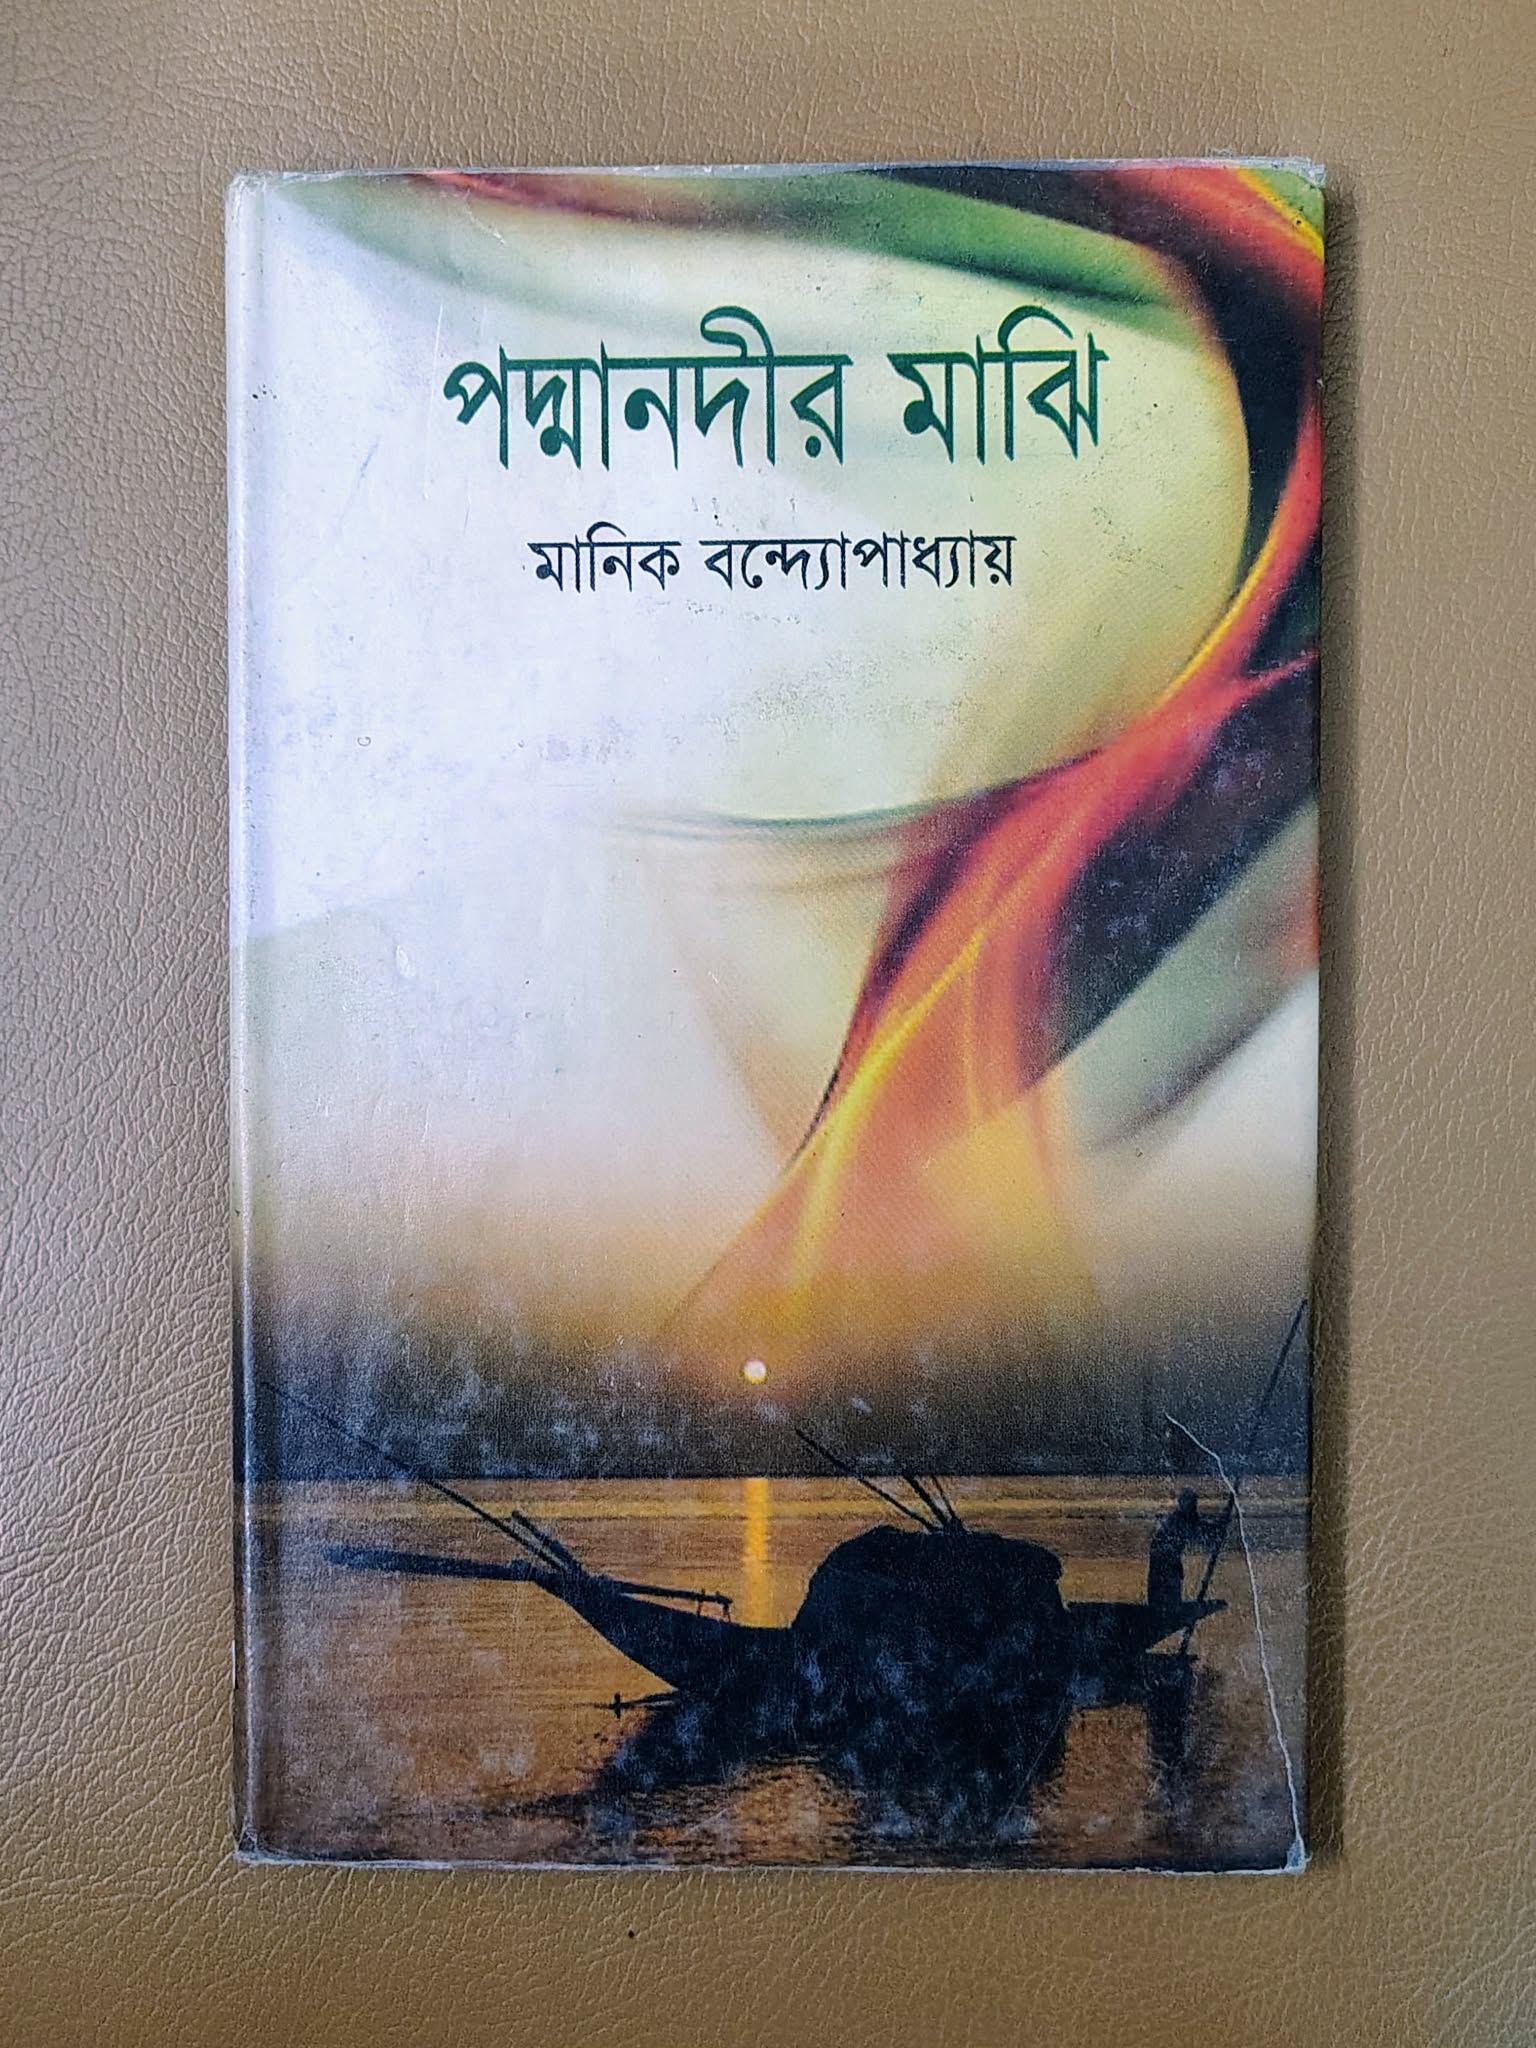 পদ্মানদীর মাঝি
মানিক বন্দ্যোপাধ্যায়